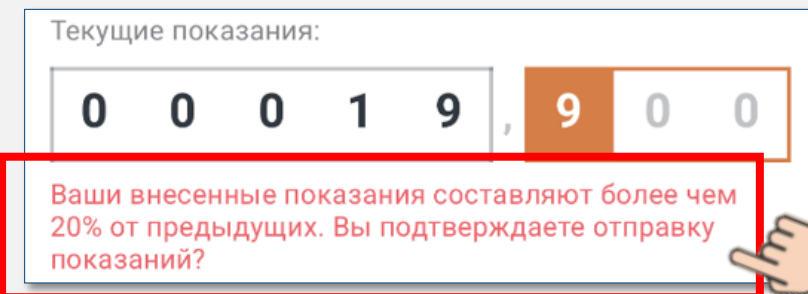 Текущие показания:
0 0 0 1 9 , 9 0 0
Ваши внесенные показания составляют более чем
20% от предыдущих. Вы подтверждаете отправку
показаний?